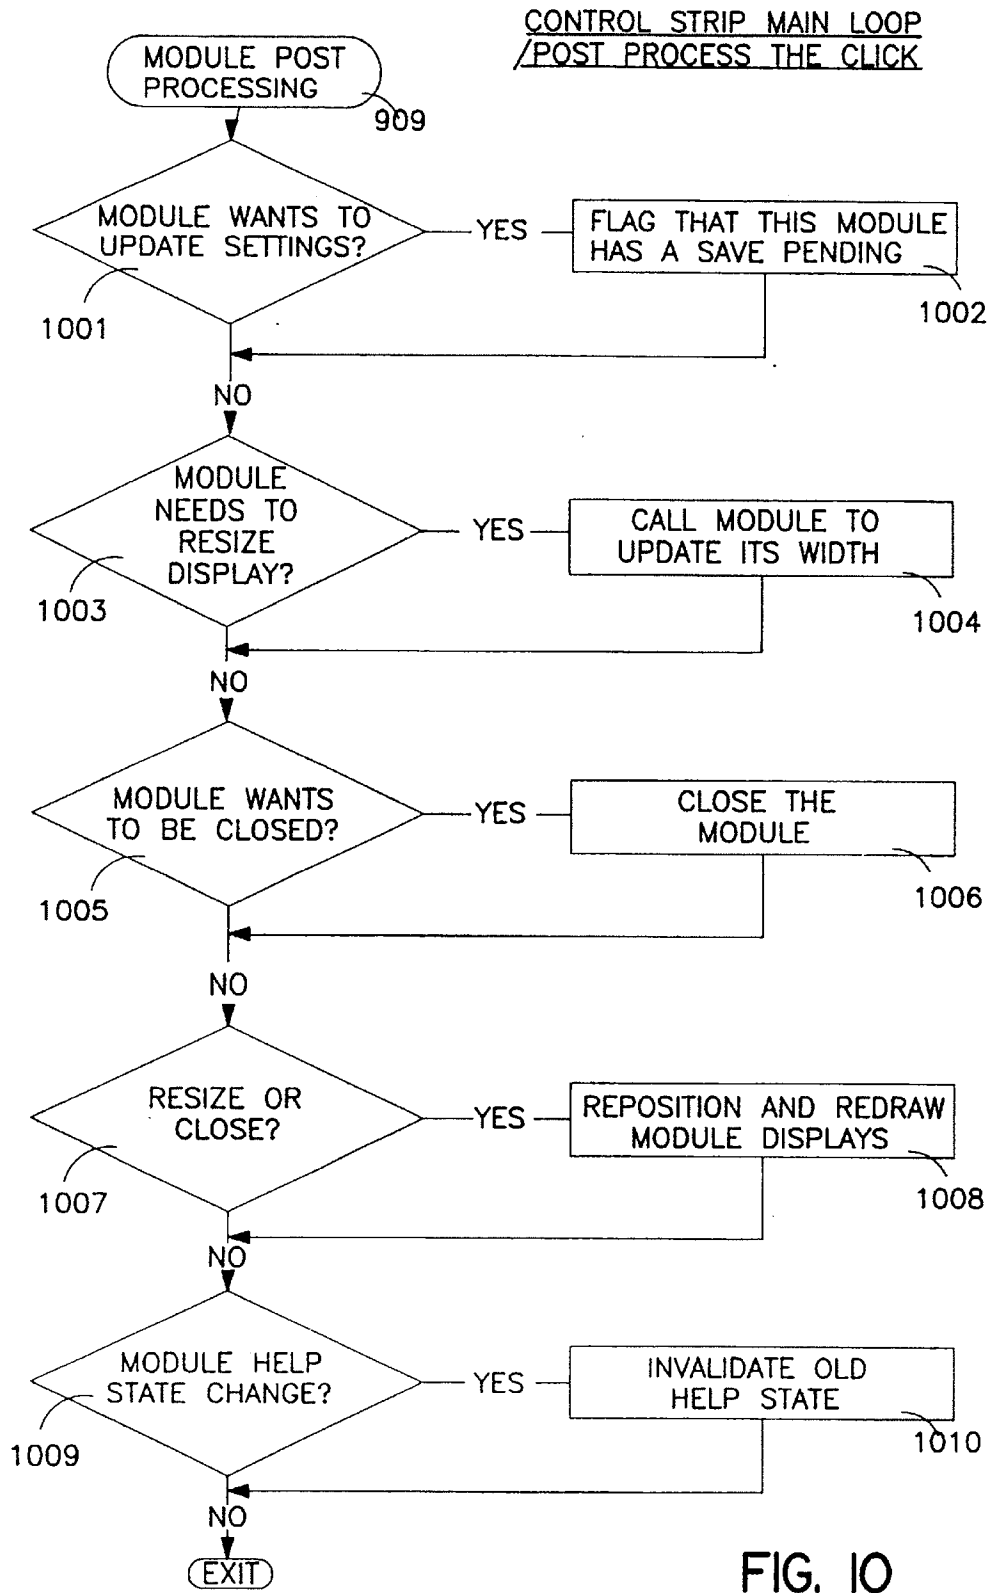 CONTROL STRIP MAIN LOOP
/POST PROCESS THE CLICK
MODULE POST
PROCESSING
909
MODULE WANTS TO
UPDATE SETTINGS?
1001
YES
FLAG THAT THIS MODULE
HAS A SAVE PENDING
1002
NO
MODULE
NEEDS TO
RESIZE
DISPLAY?
1003
YES
CALL MODULE TO
UPDATE ITS WIDTH
1004
NO
MODULE WANTS
TO BE CLOSED?
1005
YES
CLOSE THE
MODULE
1006
NO
RESIZE OR
CLOSE?
1007
YES
REPOSITION AND REDRAW
MODULE DISPLAYS
1008
NO
MODULE HELP
STATE CHANGE?
1009
YES
INVALIDATE OLD
HELP STATE
1010
NO
EXIT
FIG. 10